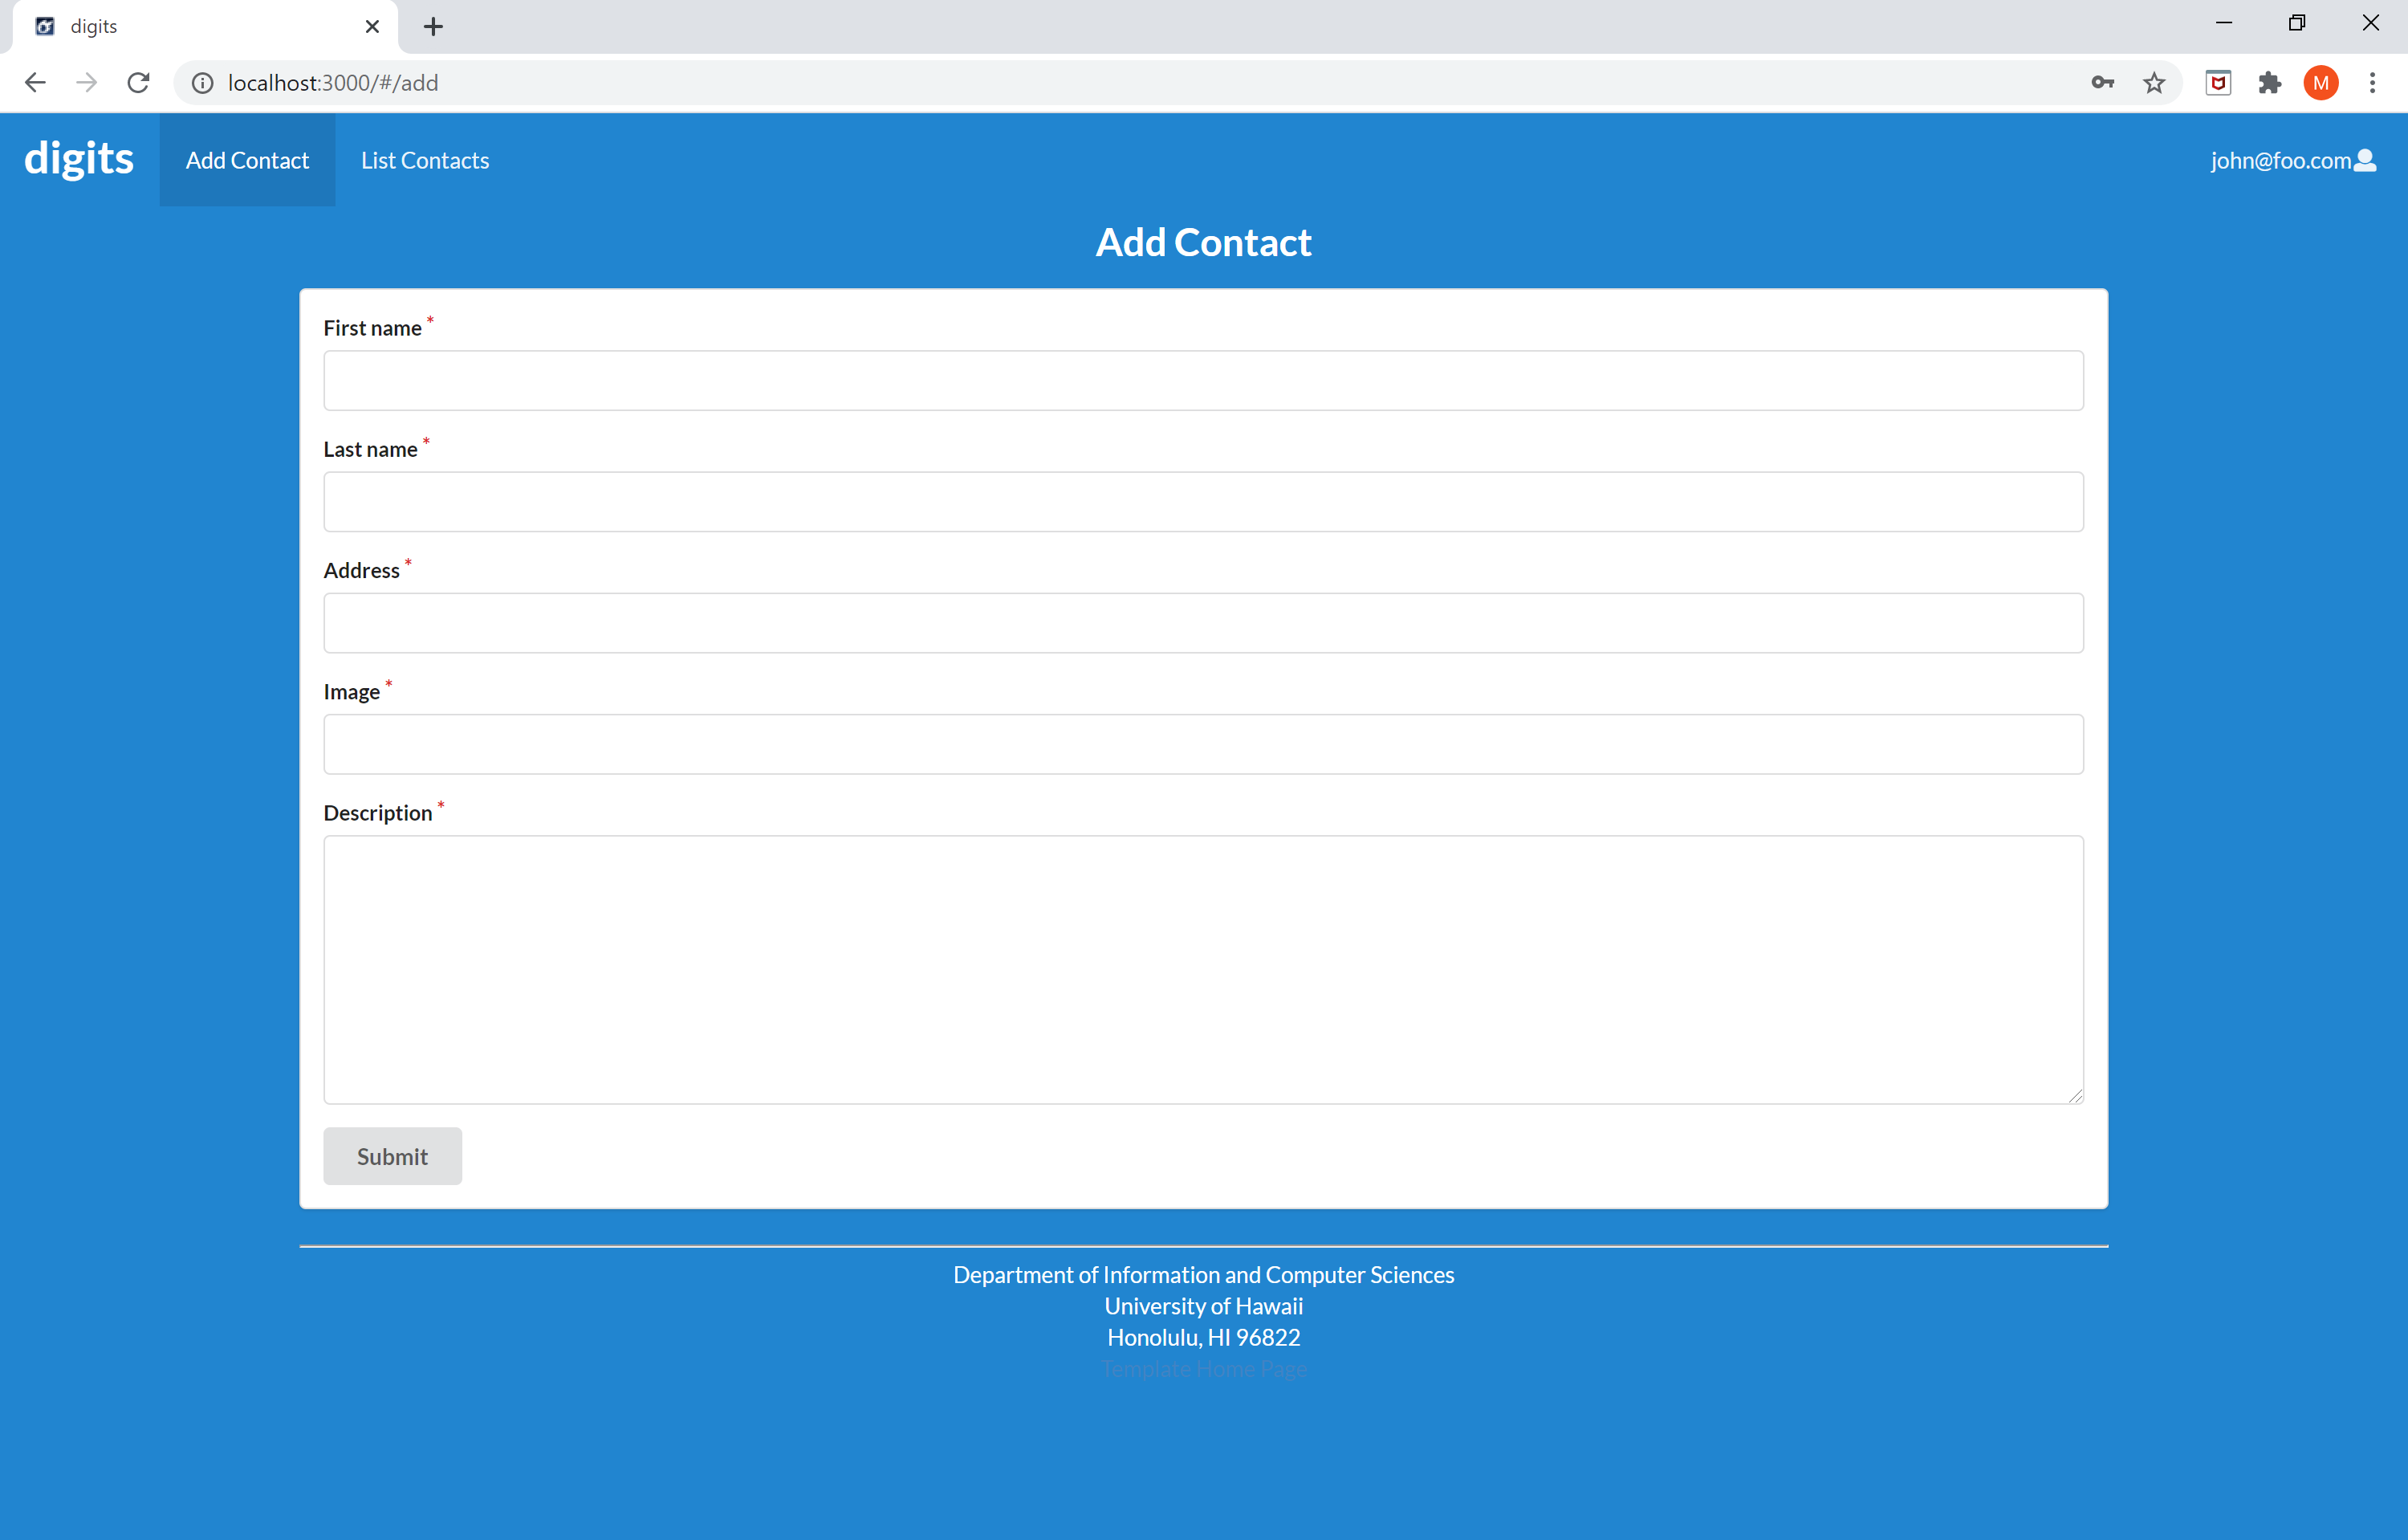 digits
localhost:3000/#/add
M
digits
Add Contact
List Contacts
john@foo.com
Add Contact
First name *
Last name *
Address *
Image *
Description *
Submit
Department of Information and Computer Sciences
University of Hawaii
Honolulu, HI 96822
Template Home Page